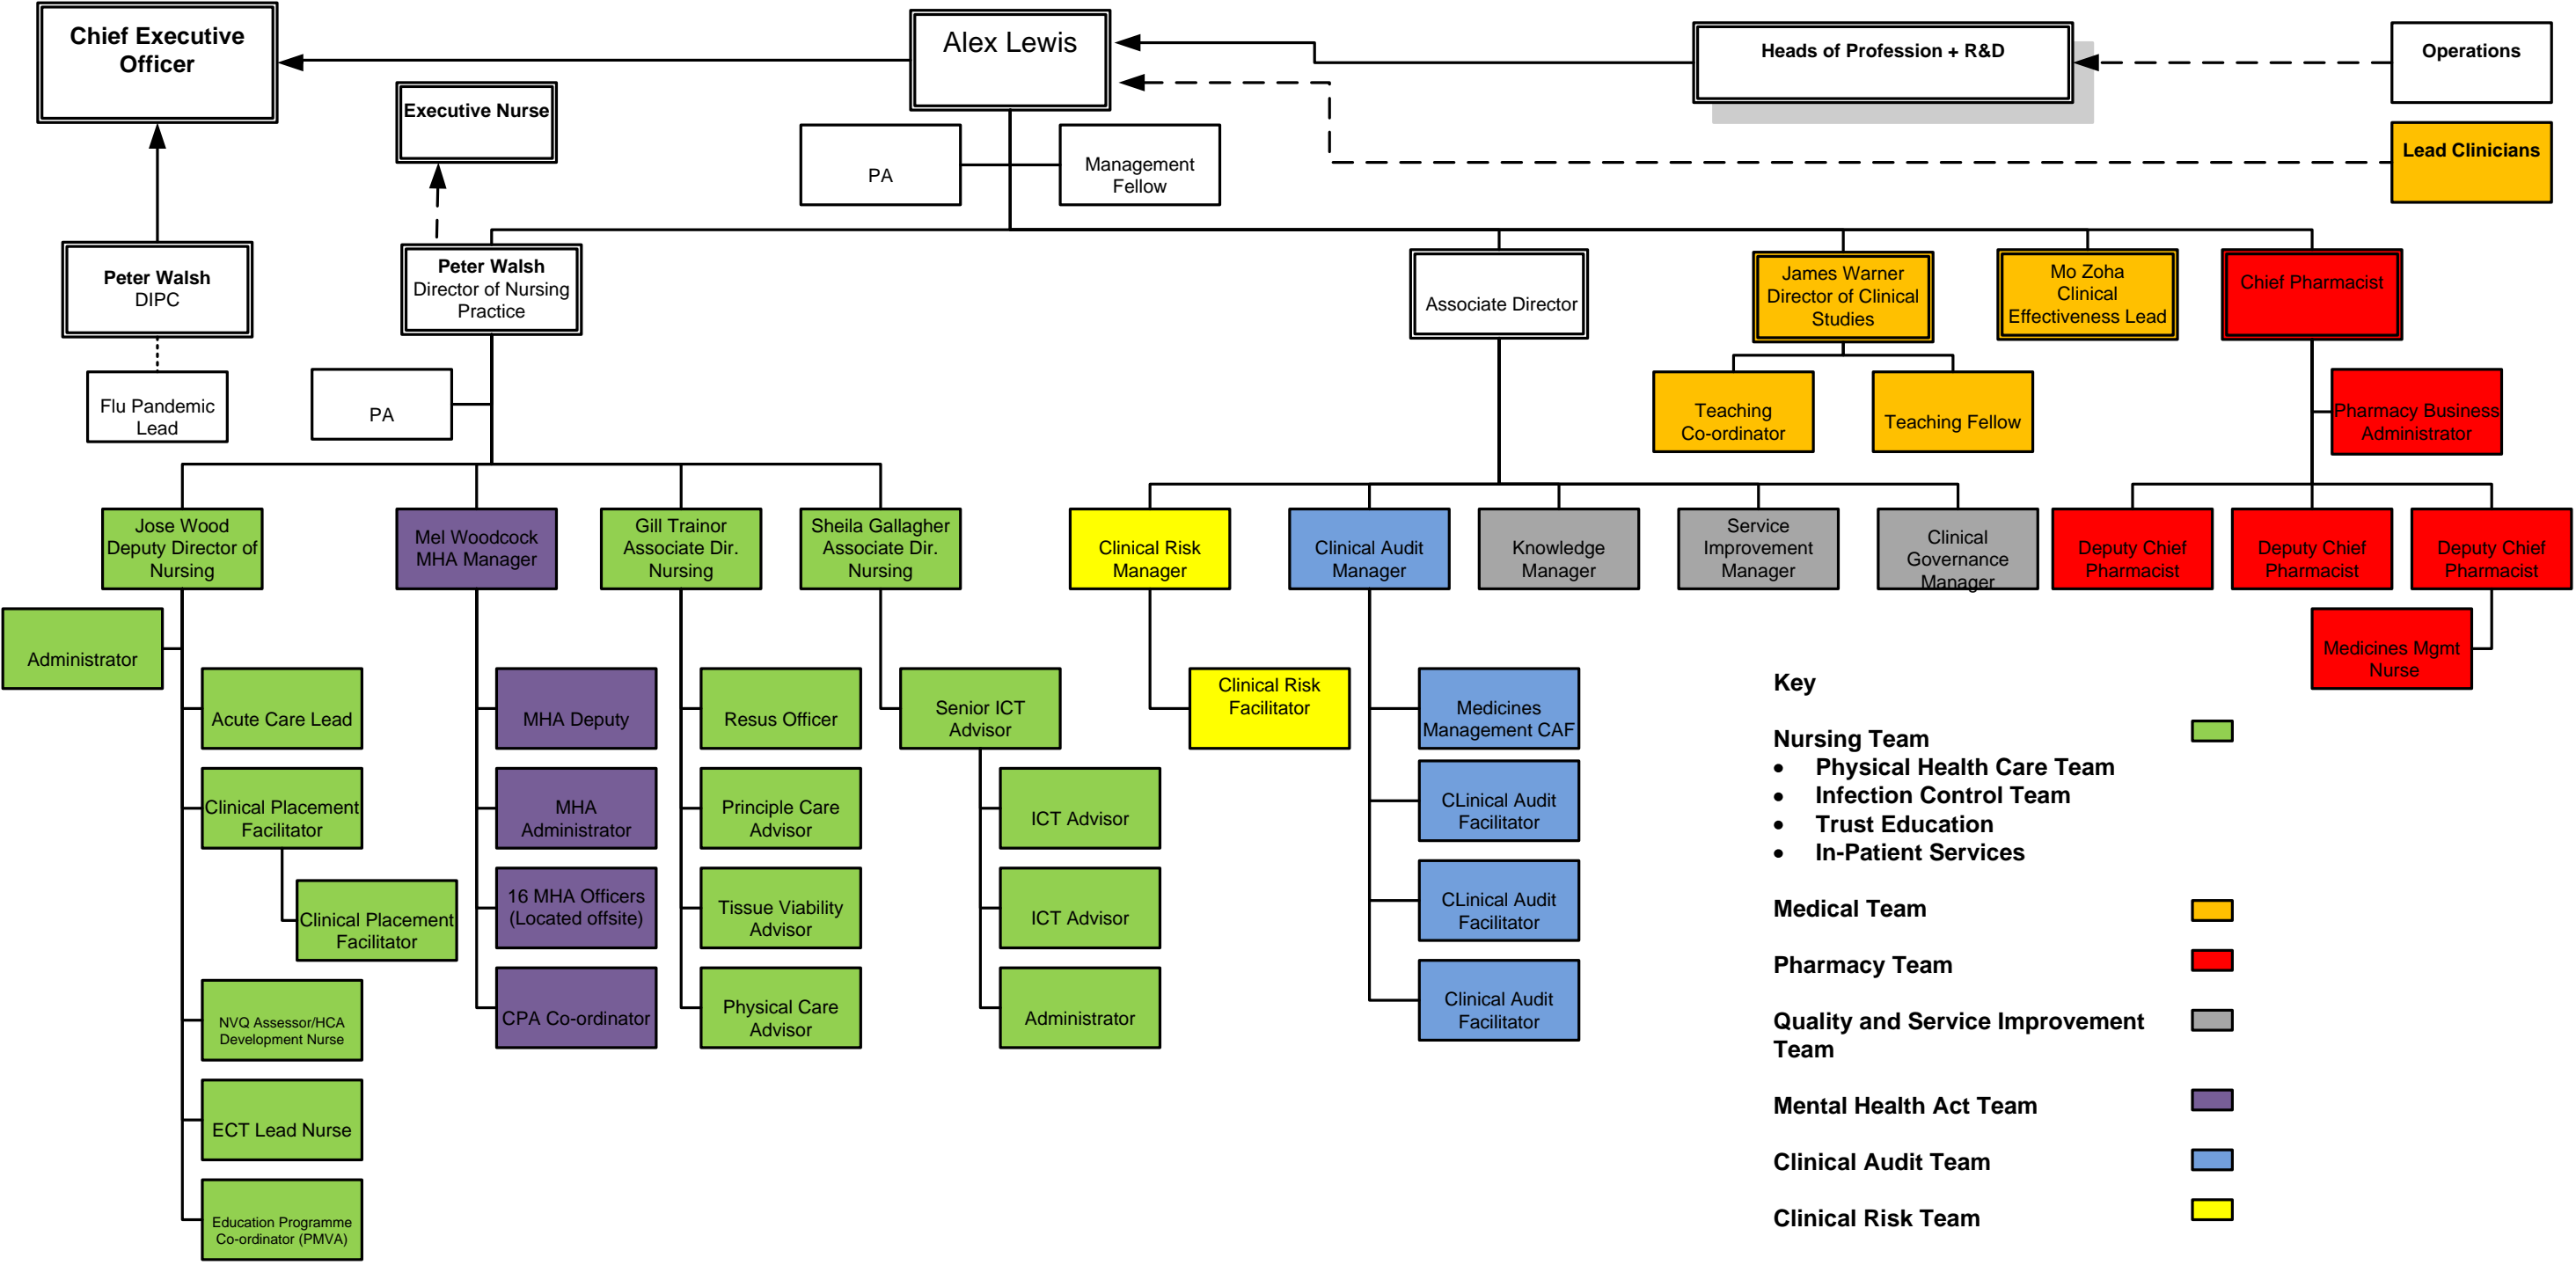 Chief Executive
Officer
Alex Lewis
Heads of Profession + R&D
Operations
Executive Nurse
Lead Clinicians
PA
Management
Fellow
Peter Walsh
DIPC
Peter Walsh
Director of Nursing
Practice
Associate Director
James Warner
Director of Clinical
Studies
Mo Zoha
Clinical
Effectiveness Lead
Chief Pharmacist
Flu Pandemic
Lead
PA
Teaching
Co-ordinator
Teaching Fellow
Pharmacy Business
Administrator
Jose Wood
Deputy Director of
Nursing
Mel Woodcock
MHA Manager
Gill Trainor
Associate Dir.
Nursing
Sheila Gallagher
Associate Dir.
Nursing
Clinical Risk
Manager
Clinical Audit
Manager
Knowledge
Manager
Service
Improvement
Manager
Clinical
Governance
Manager
Deputy Chief
Pharmacist
Deputy Chief
Pharmacist
Deputy Chief
Pharmacist
Administrator
Medicines Mgmt
Nurse
Acute Care Lead
MHA Deputy
Resus Officer
Senior ICT
Advisor
Clinical Risk
Facilitator
Medicines
Management CAF
Clinical Placement
Facilitator
MHA
Administrator
Principle Care
Advisor
ICT Advisor
CLinical Audit
Facilitator
Clinical Placement
Facilitator
16 MHA Officers
(Located offsite)
Tissue Viability
Advisor
ICT Advisor
CLinical Audit
Facilitator
NVQ Assessor/HCA
Development Nurse
CPA Co-ordinator
Physical Care
Advisor
Administrator
Clinical Audit
Facilitator
ECT Lead Nurse
Education Programme
Co-ordinator (PMVA)
Key
Nursing Team
• Physical Health Care Team
• Infection Control Team
• Trust Education
• In-Patient Services
Medical Team
Pharmacy Team
Quality and Service Improvement
Team
Mental Health Act Team
Clinical Audit Team
Clinical Risk Team